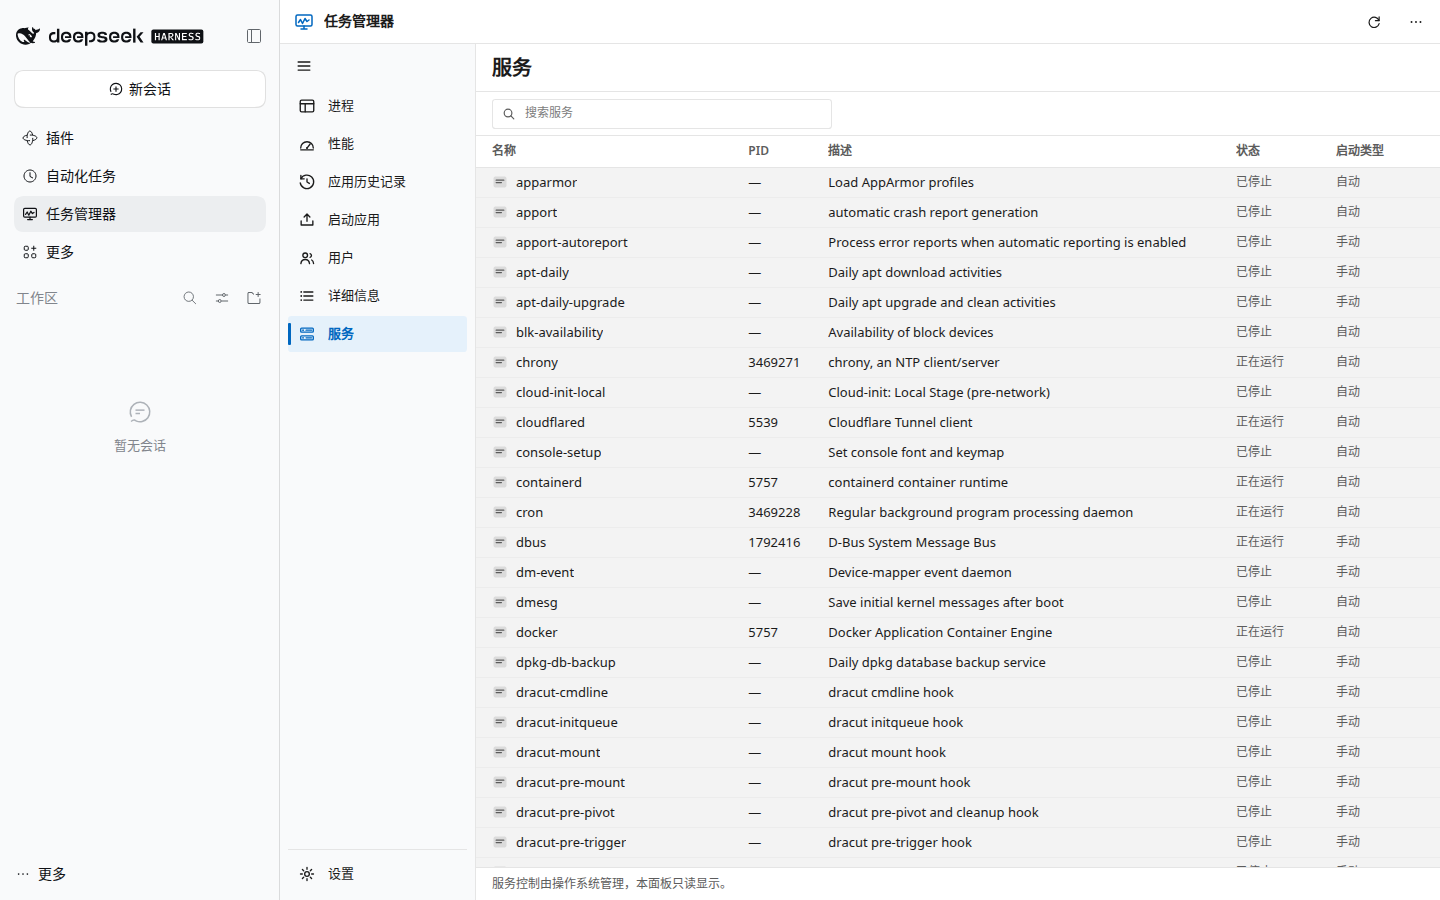 deepseek HARNESS
新会话
插件
自动化任务
任务管理器
更多
工作区
暂无会话
更多
任务管理器
进程
性能
应用历史记录
启动应用
用户
详细信息
服务
设置
服务
搜索服务
名称 PID 描述 状态 启动类型
apparmor — Load AppArmor profiles 已停止 自动
apport — automatic crash report generation 已停止 自动
apport-autoreport — Process error reports when automatic reporting is enabled 已停止 手动
apt-daily — Daily apt download activities 已停止 手动
apt-daily-upgrade — Daily apt upgrade and clean activities 已停止 手动
blk-availability — Availability of block devices 已停止 自动
chrony 3469271 chrony, an NTP client/server 正在运行 自动
cloud-init-local — Cloud-init: Local Stage (pre-network) 已停止 自动
cloudflared 5539 Cloudflare Tunnel client 正在运行 自动
console-setup — Set console font and keymap 已停止 自动
containerd 5757 containerd container runtime 正在运行 自动
cron 3469228 Regular background program processing daemon 正在运行 自动
dbus 1792416 D-Bus System Message Bus 正在运行 手动
dm-event — Device-mapper event daemon 已停止 手动
dmesg — Save initial kernel messages after boot 已停止 自动
docker 5757 Docker Application Container Engine 正在运行 自动
dpkg-db-backup — Daily dpkg database backup service 已停止 手动
dracut-cmdline — dracut cmdline hook 已停止 手动
dracut-initqueue — dracut initqueue hook 已停止 手动
dracut-mount — dracut mount hook 已停止 手动
dracut-pre-mount — dracut pre-mount hook 已停止 手动
dracut-pre-pivot — dracut pre-pivot and cleanup hook 已停止 手动
dracut-pre-trigger — dracut pre-trigger hook 已停止 手动
服务控制由操作系统管理，本面板只读显示。